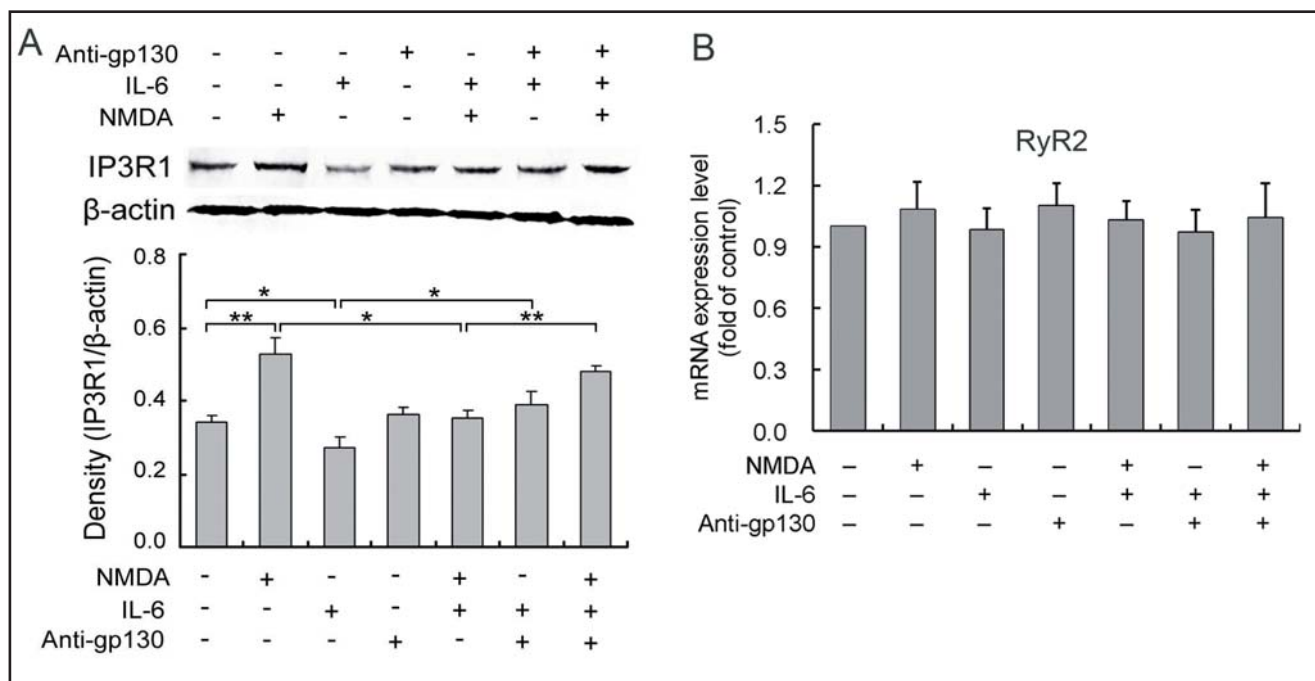 A
Anti-gp130 - - - + - + +
IL-6 - - + - + + +
NMDA - + - - + - +
IP3R1
β-actin
Density (IP3R1/β-actin)
0.8
0.6
0.4
0.2
0.0
* *
** * **
NMDA - + - - + - +
IL-6 - - + - + + +
Anti-gp130 - - - + - + +
B
RyR2
mRNA expression level
(fold of control)
1.5
1.2
0.9
0.6
0.3
0.0
NMDA – + – – + – +
IL-6 – – + – + + +
Anti-gp130 – – – + – + +